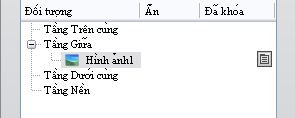 Đối tượng Ẩn Đã khóa
Tầng Trên cùng
Tầng Giữa
Hình ảnh1
Tầng Dưới cùng
Tầng Nền